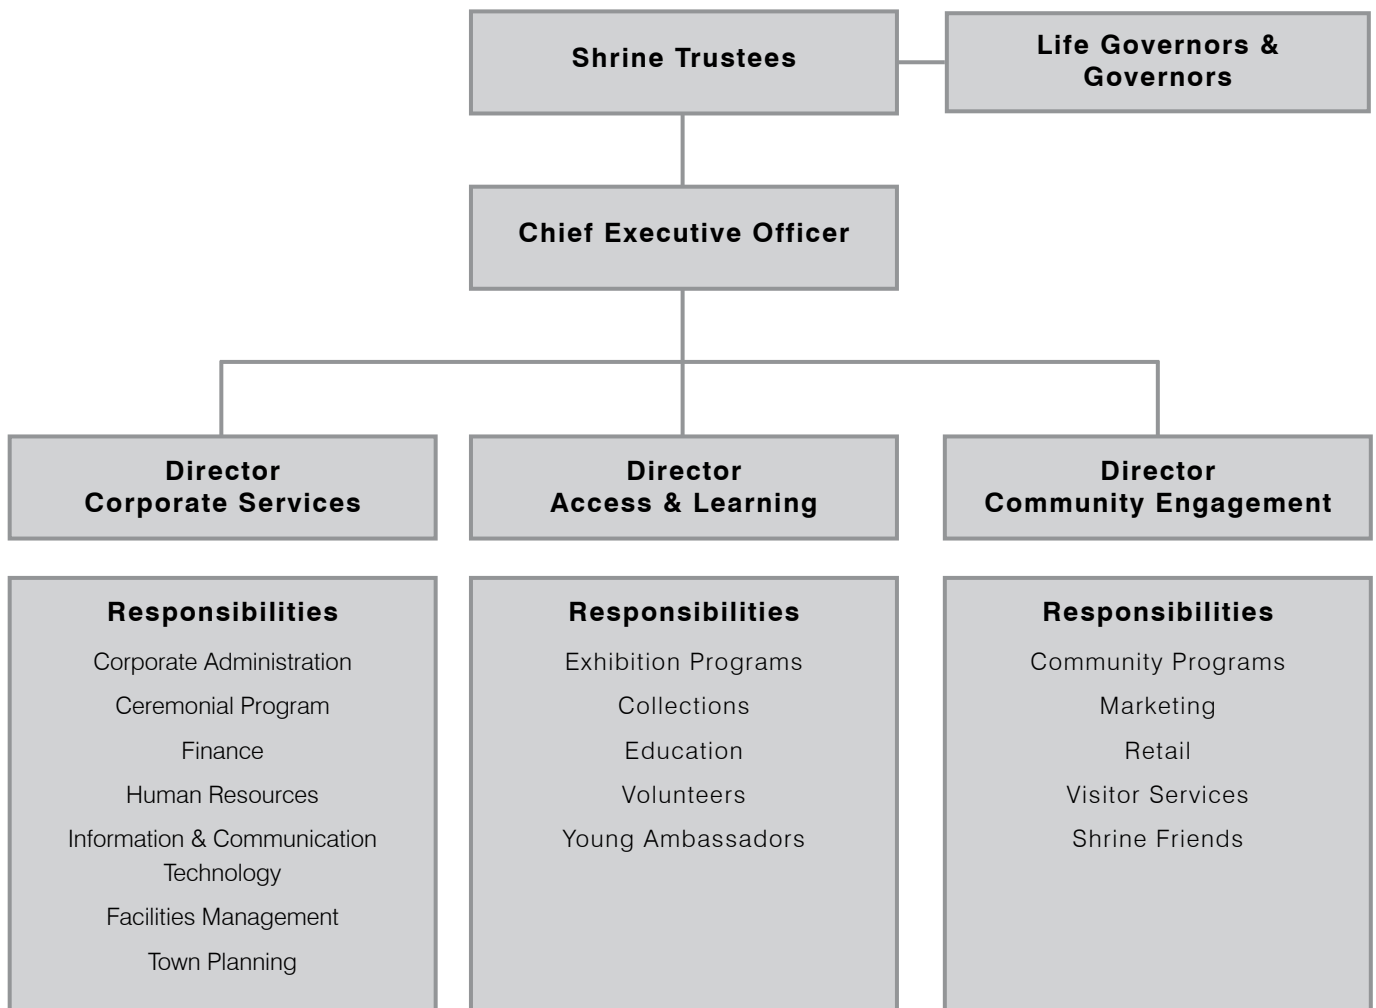 Shrine Trustees
Life Governors &
Governors
Chief Executive Officer
Director
Corporate Services
Director
Access & Learning
Director
Community Engagement
Responsibilities
Corporate Administration
Ceremonial Program
Finance
Human Resources
Information & Communication
Technology
Facilities Management
Town Planning
Responsibilities
Exhibition Programs
Collections
Education
Volunteers
Young Ambassadors
Responsibilities
Community Programs
Marketing
Retail
Visitor Services
Shrine Friends